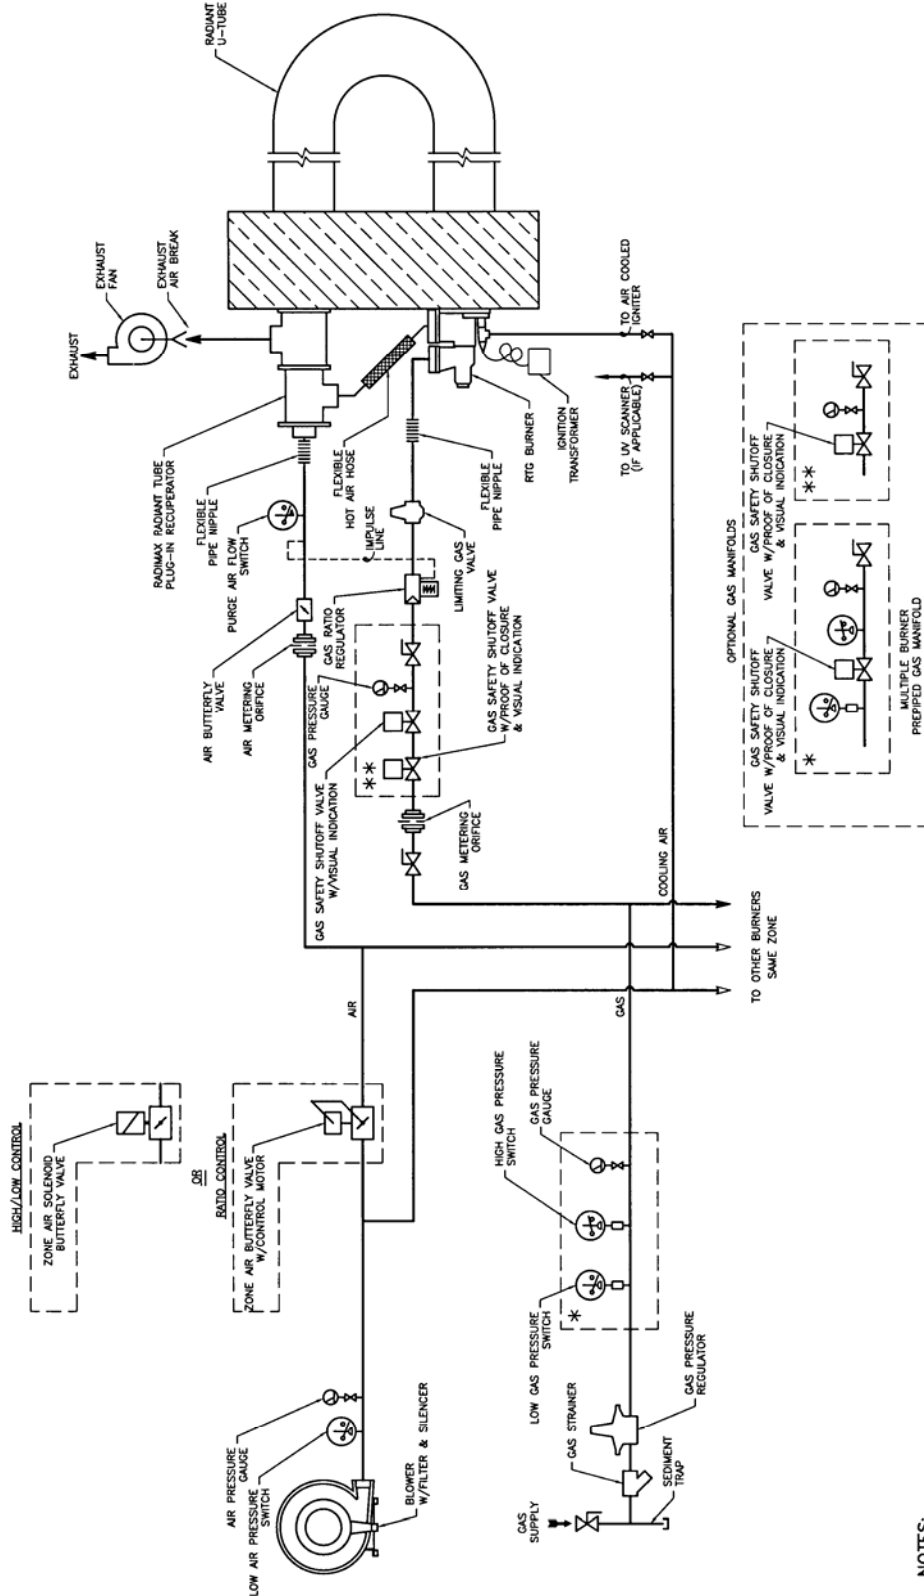 RADIANT
U-TUBE
EXHAUST
EXHAUST
FAN
EXHAUST
AIR BREAK
RADIMAX RADIANT TUBE
PLUG-IN RECUPERATOR
FLEXIBLE
PIPE NIPPLE
PURGE AIR FLOW
SWITCH
AIR BUTTERFLY
VALVE
AIR METERING
ORIFICE
FLEXIBLE
HOT AIR HOSE
IMPULSE
LINE
GAS RATIO
REGULATOR
LIMITING GAS
VALVE
FLEXIBLE
PIPE NIPPLE
RTG BURNER
IGNITION
TRANSFORMER
TO AIR COOLED
IGNITER
TO UV SCANNER
(IF APPLICABLE)
GAS PRESSURE
GAUGE
GAS SAFETY SHUTOFF VALVE
W/VISUAL INDICATION
GAS SAFETY SHUTOFF VALVE
W/PROOF OF CLOSURE
& VISUAL INDICATION
**
GAS METERING
ORIFICE
COOLING AIR
AIR
GAS
TO OTHER BURNERS
SAME ZONE
HIGH/LOW CONTROL
ZONE AIR SOLENOID
BUTTERFLY VALVE
OR
RATIO CONTROL
ZONE AIR BUTTERFLY VALVE
W/CONTROL MOTOR
AIR PRESSURE
GAUGE
LOW AIR PRESSURE
SWITCH
BLOWER
W/FILTER & SILENCER
HIGH GAS PRESSURE
SWITCH
GAS PRESSURE
GAUGE
LOW GAS PRESSURE
SWITCH
*
GAS STRAINER
GAS PRESSURE
REGULATOR
GAS
SUPPLY
SEDIMENT
TRAP
OPTIONAL GAS MANIFOLDS
GAS SAFETY SHUTOFF
VALVE W/PROOF OF CLOSURE
& VISUAL INDICATION
*
MULTIPLE BURNER
PREPIPED GAS MANIFOLD
GAS SAFETY SHUTOFF
VALVE W/PROOF OF CLOSURE
& VISUAL INDICATION
**
NOTES: